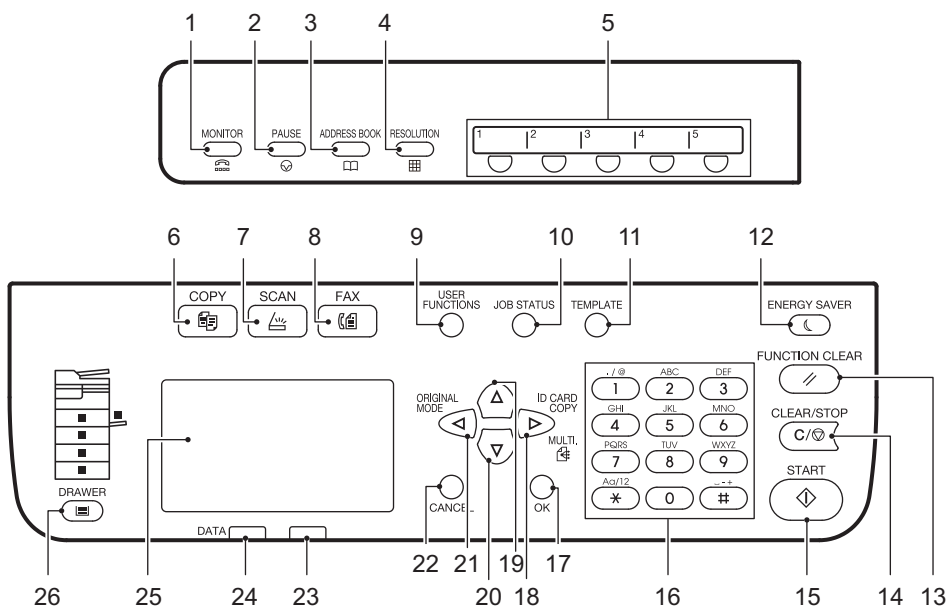 1 2 3 4 5
MONITOR PAUSE ADDRESS BOOK RESOLUTION
1 2 3 4 5
6 7 8 9 10 11 12
COPY SCAN FAX USER FUNCTIONS JOB STATUS TEMPLATE ENERGY SAVER
FUNCTION CLEAR
ORIGINAL MODE
ID CARD COPY
MULTI.
. / @ ABC DEF
1 2 3
GHI JKL MNO
4 5 6
PQRS TUV WXYZ
7 8 9
Aα/12 ⎵ - +
* 0 #
CLEAR/STOP
C/
START
DRAWER
DATA
CANCEL
OK
26 25 24 23 22 21 20 19 18 17 16 15 14 13